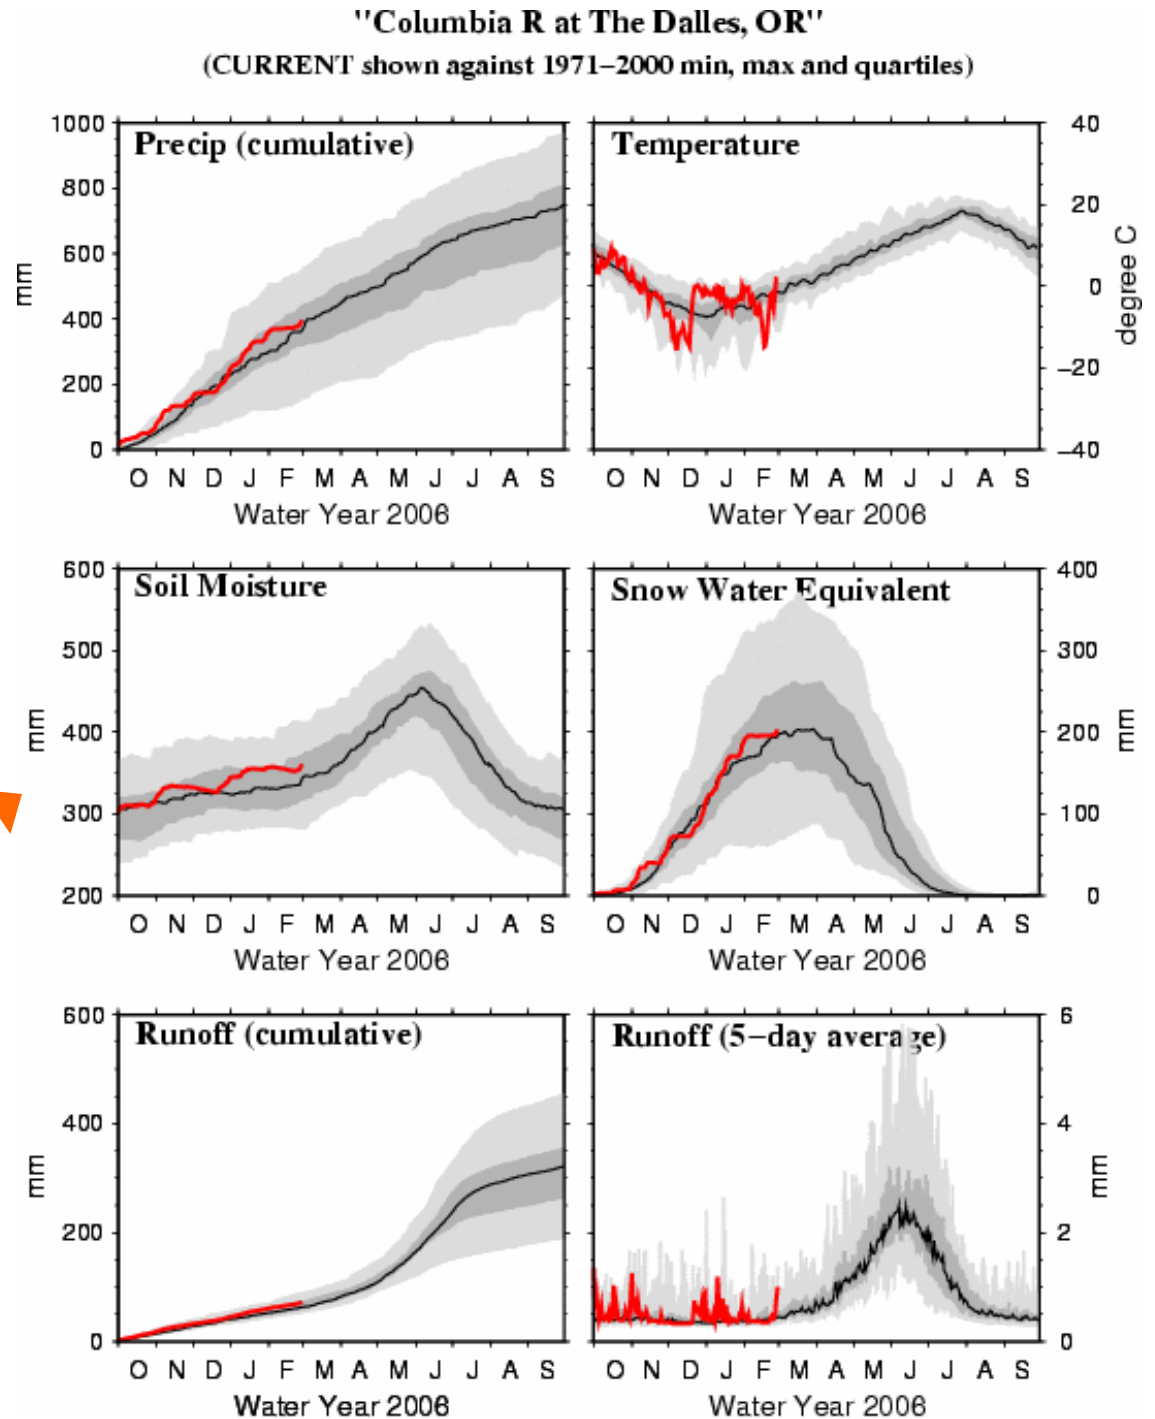 "Columbia R at The Dalles, OR"
(CURRENT shown against 1971–2000 min, max and quartiles)
Precip (cumulative)
1000
800
600
400
200
0
mm
O N D J F M A M J J A S
Water Year 2006
Temperature
40
20
0
–20
–40
degree C
O N D J F M A M J J A S
Water Year 2006
Soil Moisture
600
500
400
300
200
mm
O N D J F M A M J J A S
Water Year 2006
Snow Water Equivalent
400
300
200
100
0
mm
O N D J F M A M J J A S
Water Year 2006
Runoff (cumulative)
600
400
200
0
mm
O N D J F M A M J J A S
Water Year 2006
Runoff (5–day average)
6
4
2
0
mm
O N D J F M A M J J A S
Water Year 2006